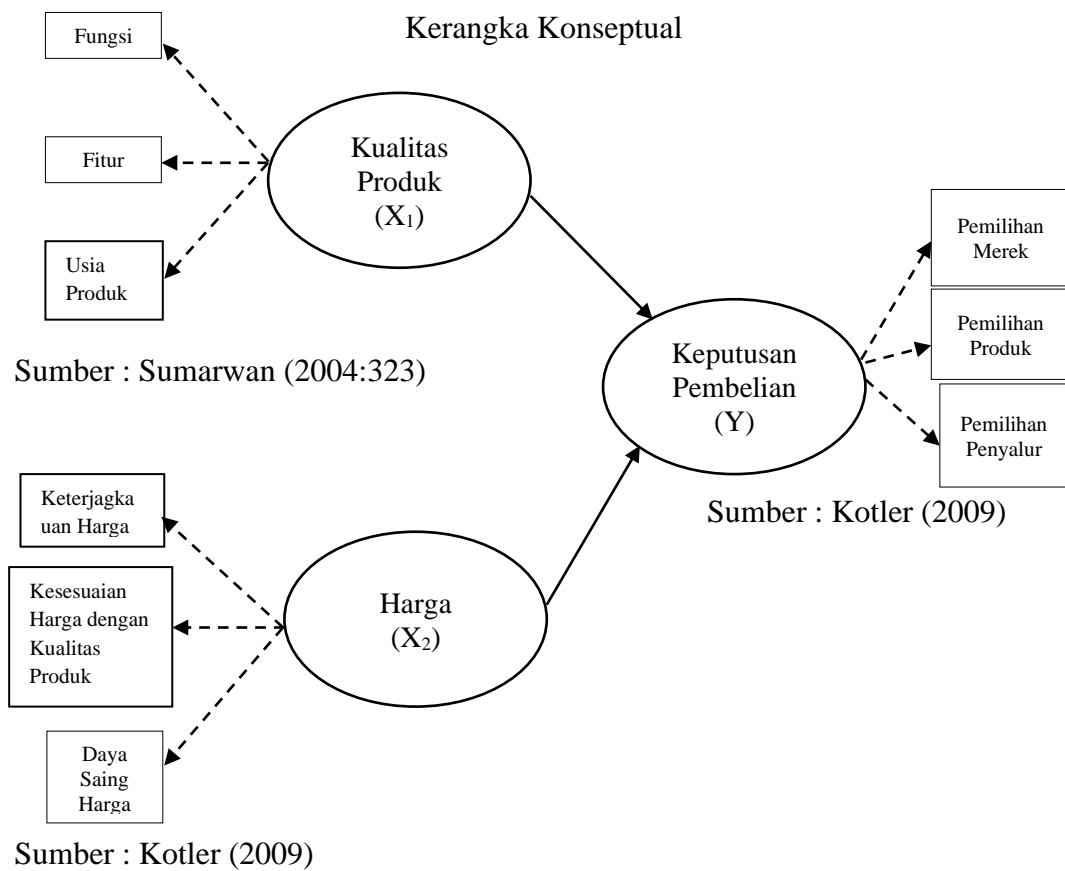 Kerangka Konseptual
Fungsi
Fitur
Usia
Produk
Kualitas
Produk
(X₁)
Sumber : Sumarwan (2004:323)
Keputusan
Pembelian
(Y)
Pemilihan
Merek
Pemilihan
Produk
Pemilihan
Penyalur
Sumber : Kotler (2009)
Keterjagka
uan Harga
Kesesuaian
Harga dengan
Kualitas
Produk
Daya
Saing
Harga
Harga
(X₂)
Sumber : Kotler (2009)